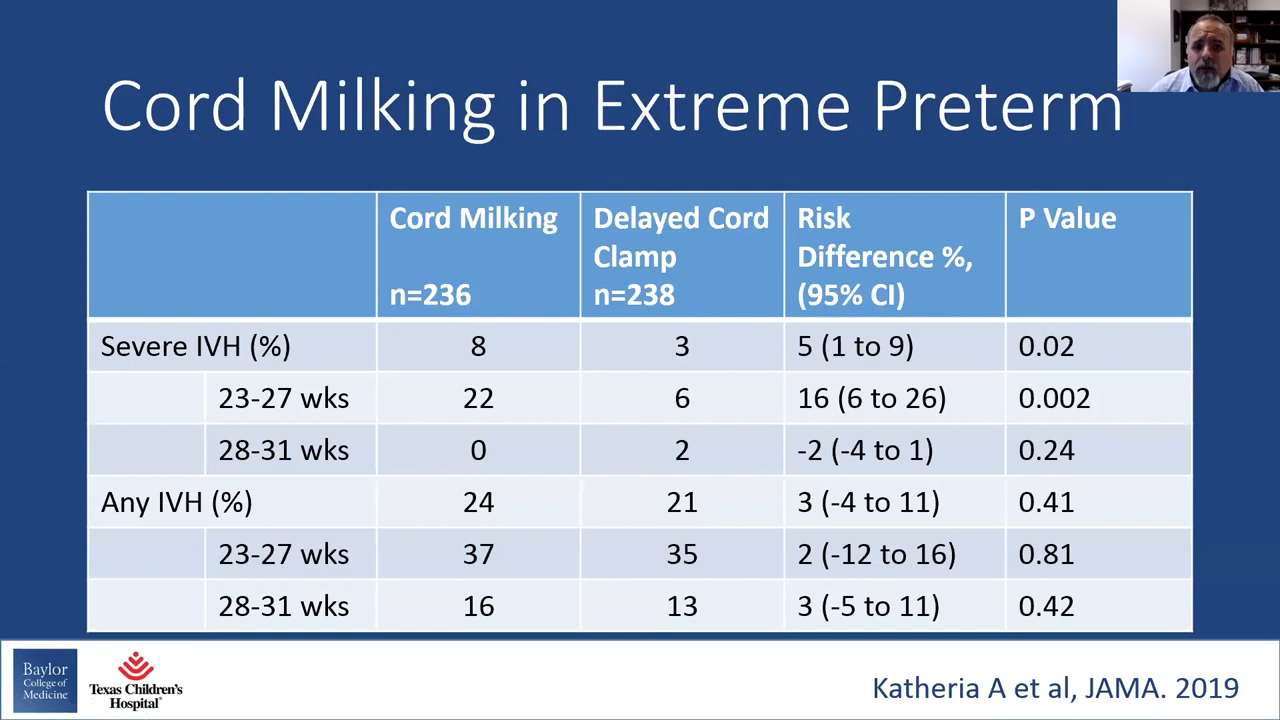 Cord Milking in Extreme Preterm
Cord Milking n=236 Delayed Cord Clamp n=238 Risk Difference %, (95% CI) P Value
Severe IVH (%) 8 3 5 (1 to 9) 0.02
23-27 wks 22 6 16 (6 to 26) 0.002
28-31 wks 0 2 -2 (-4 to 1) 0.24
Any IVH (%) 24 21 3 (-4 to 11) 0.41
23-27 wks 37 35 2 (-12 to 16) 0.81
28-31 wks 16 13 3 (-5 to 11) 0.42
Baylor
College of
Medicine
Texas Children's
Hospital
Katheria A et al, JAMA. 2019